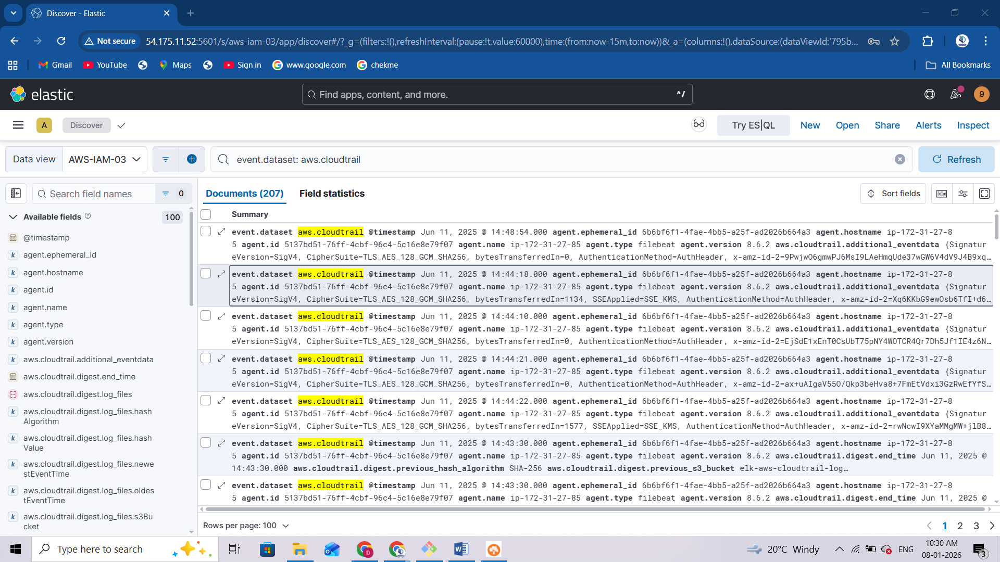 Discover - Elastic
Not secure
54.175.11.52:5601/s/aws-iam-03/app/discover#/?_g=(filters:!(),refreshInterval:(pause:!t,value:60000),time:(from:now-15m,to:now))&_a=(columns:!(),dataSource:(dataViewId:'795b...
Gmail YouTube Maps Sign in www.google.com chekme All Bookmarks
elastic Find apps, content, and more. ^/ 9
A Discover Try ES|QL New Open Share Alerts Inspect
Data view AWS-IAM-03 event.dataset: aws.cloudtrail Refresh
Search field names 0
Available fields 100
@timestamp
agent.ephemeral_id
agent.hostname
agent.id
agent.name
agent.type
agent.version
aws.cloudtrail.additional_eventdata
aws.cloudtrail.digest.end_time
aws.cloudtrail.digest.log_files
aws.cloudtrail.digest.log_files.hash
Algorithm
aws.cloudtrail.digest.log_files.hash
Value
aws.cloudtrail.digest.log_files.newe
stEventTime
aws.cloudtrail.digest.log_files.oldes
tEventTime
aws.cloudtrail.digest.log_files.s3Bu
cket
Documents (207) Field statistics Sort fields
Summary
event.dataset aws.cloudtrail @timestamp Jun 11, 2025 @ 14:48:54.000 agent.ephemeral_id 6b6bf6f1-4fae-4bb5-a25f-ad2026b664a3 agent.hostname ip-172-31-27-8
5 agent.id 5137bd51-76ff-4cbf-96c4-5c16e8e79f07 agent.name ip-172-31-27-85 agent.type filebeat agent.version 8.6.2 aws.cloudtrail.additional_eventdata {Signatur
eVersion=SigV4, CipherSuite=TLS_AES_128_GCM_SHA256, bytesTransferredIn=0, AuthenticationMethod=AuthHeader, x-amz-id-2=9PwjwO6gmwPJ6MsI9LAeHmqUde37wGW6V4dV9J4B9xq...
event.dataset aws.cloudtrail @timestamp Jun 11, 2025 @ 14:44:18.000 agent.ephemeral_id 6b6bf6f1-4fae-4bb5-a25f-ad2026b664a3 agent.hostname ip-172-31-27-8
5 agent.id 5137bd51-76ff-4cbf-96c4-5c16e8e79f07 agent.name ip-172-31-27-85 agent.type filebeat agent.version 8.6.2 aws.cloudtrail.additional_eventdata {Signatur
eVersion=SigV4, CipherSuite=TLS_AES_128_GCM_SHA256, bytesTransferredIn=1134, SSEApplied=SSE_KMS, AuthenticationMethod=AuthHeader, x-amz-id-2=Xq6KKbG9ewOsb6TfI+d6...
event.dataset aws.cloudtrail @timestamp Jun 11, 2025 @ 14:44:10.000 agent.ephemeral_id 6b6bf6f1-4fae-4bb5-a25f-ad2026b664a3 agent.hostname ip-172-31-27-8
5 agent.id 5137bd51-76ff-4cbf-96c4-5c16e8e79f07 agent.name ip-172-31-27-85 agent.type filebeat agent.version 8.6.2 aws.cloudtrail.additional_eventdata {Signatur
eVersion=SigV4, CipherSuite=TLS_AES_128_GCM_SHA256, bytesTransferredIn=0, AuthenticationMethod=AuthHeader, x-amz-id-2=EjSdE1xEnT0CsUbT75pNY4WOTCR4Qr7Dh5Jf1IE4z6N...
event.dataset aws.cloudtrail @timestamp Jun 11, 2025 @ 14:44:21.000 agent.ephemeral_id 6b6bf6f1-4fae-4bb5-a25f-ad2026b664a3 agent.hostname ip-172-31-27-8
5 agent.id 5137bd51-76ff-4cbf-96c4-5c16e8e79f07 agent.name ip-172-31-27-85 agent.type filebeat agent.version 8.6.2 aws.cloudtrail.additional_eventdata {Signatur
eVersion=SigV4, CipherSuite=TLS_AES_128_GCM_SHA256, bytesTransferredIn=0, AuthenticationMethod=AuthHeader, x-amz-id-2=ax+uAIgaV55O/Qkp3beHva8+7FmEtVdxi3GzRwEfYfS...
event.dataset aws.cloudtrail @timestamp Jun 11, 2025 @ 14:44:22.000 agent.ephemeral_id 6b6bf6f1-4fae-4bb5-a25f-ad2026b664a3 agent.hostname ip-172-31-27-8
5 agent.id 5137bd51-76ff-4cbf-96c4-5c16e8e79f07 agent.name ip-172-31-27-85 agent.type filebeat agent.version 8.6.2 aws.cloudtrail.additional_eventdata {Signatur
eVersion=SigV4, CipherSuite=TLS_AES_128_GCM_SHA256, bytesTransferredIn=1577, SSEApplied=SSE_KMS, AuthenticationMethod=AuthHeader, x-amz-id-2=rwNcwI9XYaMMgMW+jlB8...
event.dataset aws.cloudtrail @timestamp Jun 11, 2025 @ 14:43:30.000 agent.ephemeral_id 6b6bf6f1-4fae-4bb5-a25f-ad2026b664a3 agent.hostname ip-172-31-27-8
5 agent.id 5137bd51-76ff-4cbf-96c4-5c16e8e79f07 agent.name ip-172-31-27-85 agent.type filebeat agent.version 8.6.2 aws.cloudtrail.digest.end_time Jun 11, 2025 @
14:43:30.000 aws.cloudtrail.digest.previous_hash_algorithm SHA-256 aws.cloudtrail.digest.previous_s3_bucket elk-aws-cloudtrail-log...
event.dataset aws.cloudtrail @timestamp Jun 11, 2025 @ 14:43:30.000 agent.ephemeral_id 6b6bf6f1-4fae-4bb5-a25f-ad2026b664a3 agent.hostname ip-172-31-27-8
5 agent.id 5137bd51-76ff-4cbf-96c4-5c16e8e79f07 agent.name ip-172-31-27-85 agent.type filebeat agent.version 8.6.2 aws.cloudtrail.digest.end_time Jun 11, 2025 @
Rows per page: 100 1 2 3
Type here to search 20°C Windy ENG 10:30 AM
08-01-2026 3